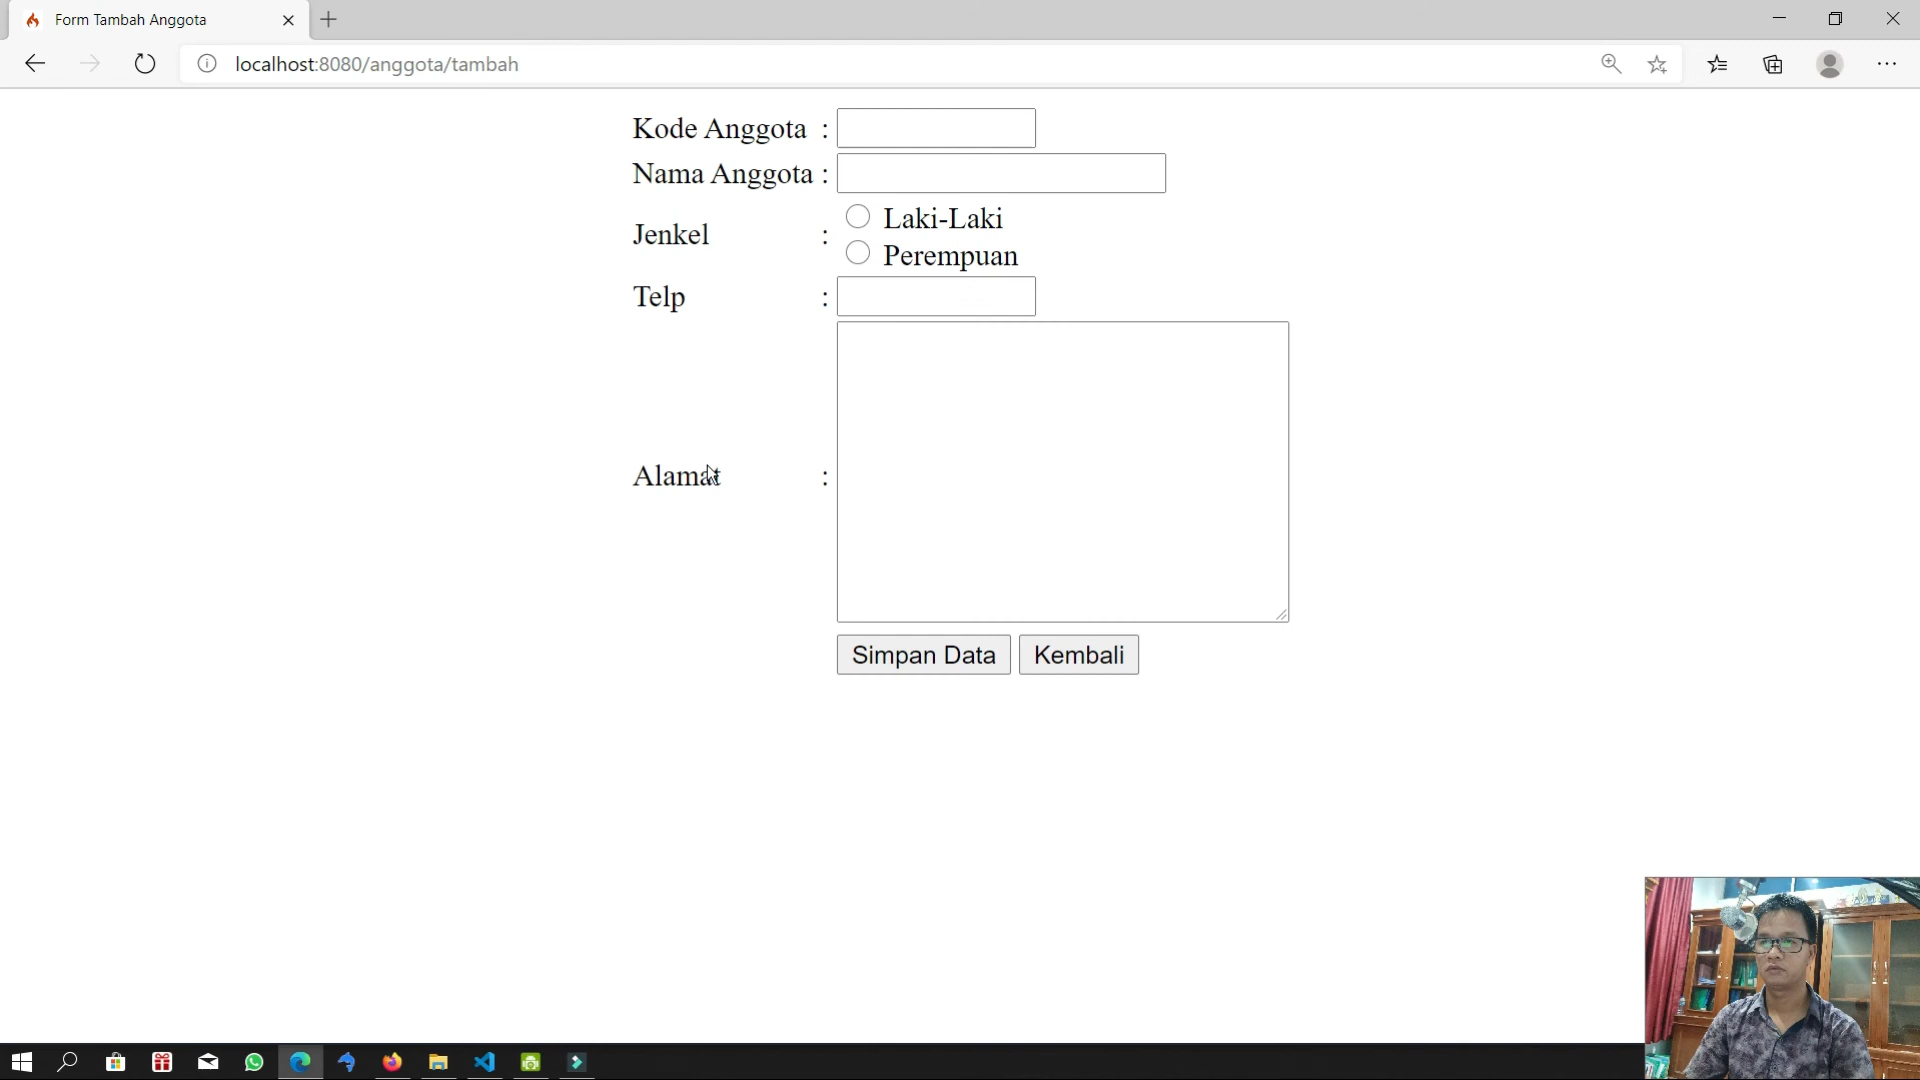 Form Tambah Anggota
localhost:8080/anggota/tambah
Kode Anggota :
Nama Anggota :
Jenkel : Laki-Laki
Perempuan
Telp :
Alamat :
Simpan Data Kembali